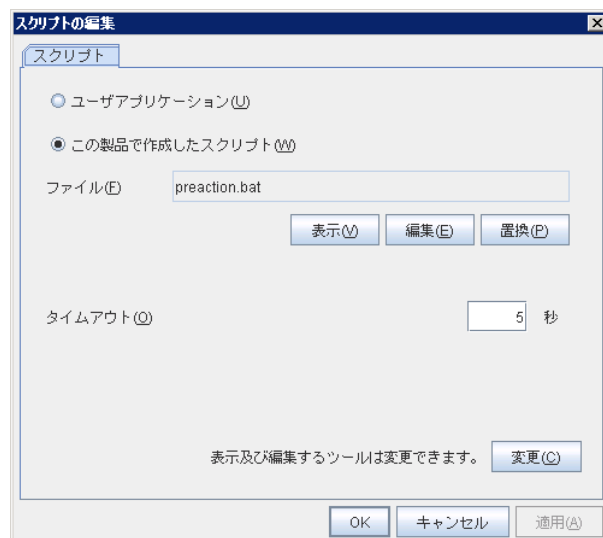 スクリプトの編集
スクリプト
ユーザアプリケーション(U)
この製品で作成したスクリプト(W)
ファイル(F) preaction.bat
表示(V) 編集(E) 置換(P)
タイムアウト(O) 5 秒
表示及び編集するツールは変更できます。 変更(C)
OK キャンセル 適用(A)